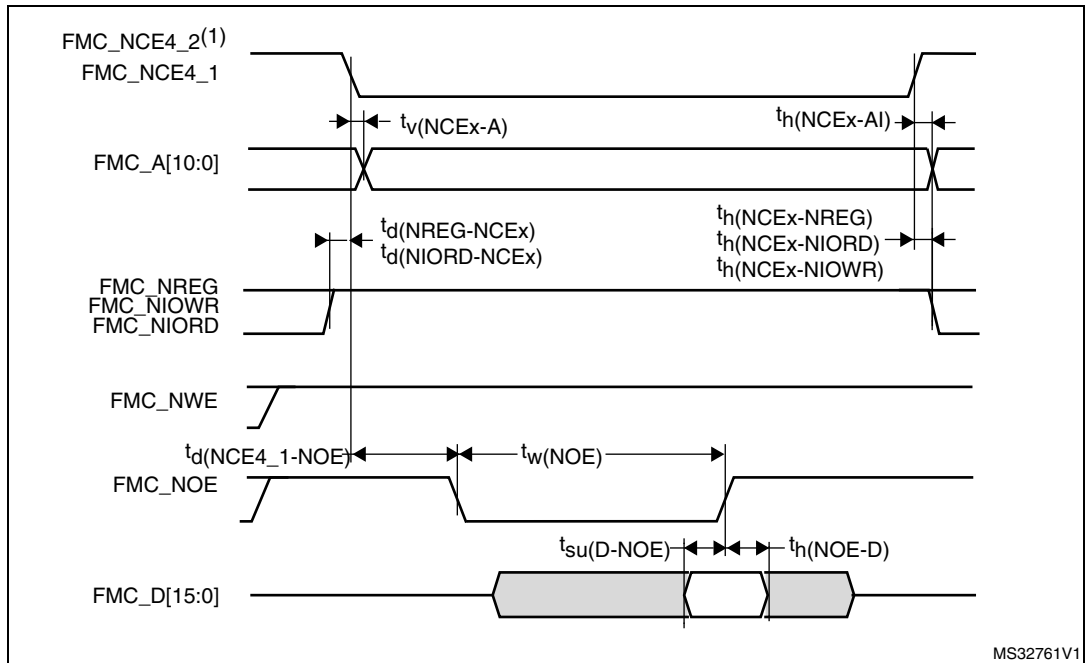 FMC_NCE4_2(1)
FMC_NCE4_1
tv(NCEx-A)
th(NCEx-AI)
FMC_A[10:0]
td(NREG-NCEx)
td(NIORD-NCEx)
th(NCEx-NREG)
th(NCEx-NIORD)
th(NCEx-NIOWR)
FMC_NREG
FMC_NIOWR
FMC_NIORD
FMC_NWE
td(NCE4_1-NOE)
tw(NOE)
FMC_NOE
tsu(D-NOE)
th(NOE-D)
FMC_D[15:0]
MS32761V1